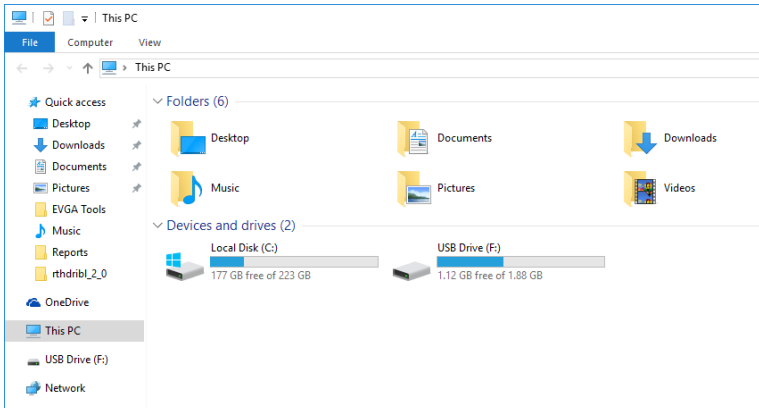 This PC
File Computer View
This PC
Quick access
Desktop
Downloads
Documents
Pictures
EVGA Tools
Music
Reports
rthdribl_2_0
OneDrive
This PC
USB Drive (F:)
Network
Folders (6)
Desktop Documents Downloads
Music Pictures Videos
Devices and drives (2)
Local Disk (C:) USB Drive (F:)
177 GB free of 223 GB 1.12 GB free of 1.88 GB